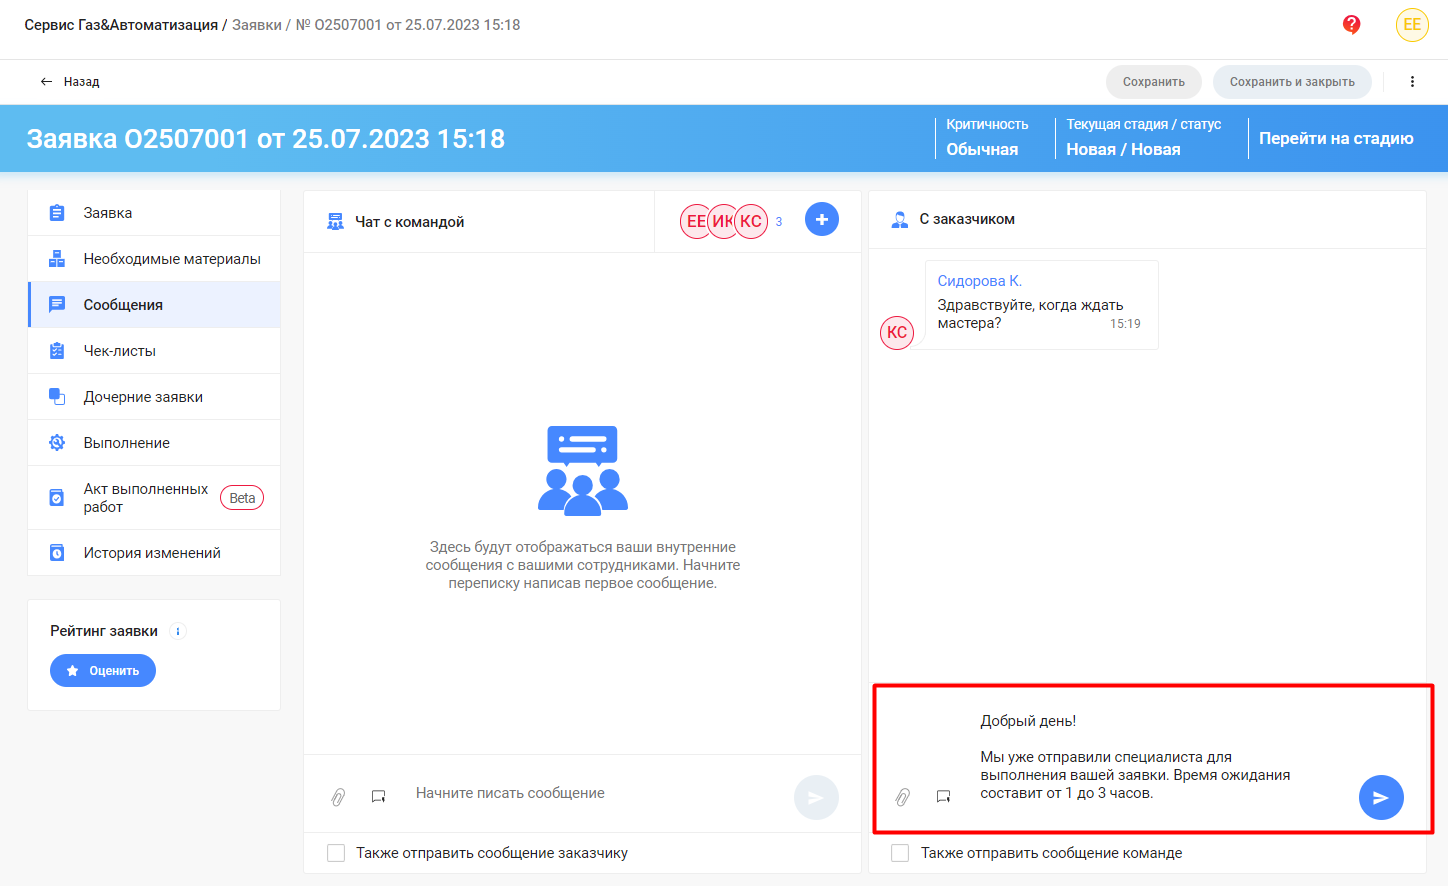 Сервис Газ&Автоматизация / Заявки / № О2507001 от 25.07.2023 15:18
ЕЕ
Назад
Сохранить
Сохранить и закрыть
Заявка О2507001 от 25.07.2023 15:18
Критичность
Обычная
Текущая стадия / статус
Новая / Новая
Перейти на стадию
Заявка
Необходимые материалы
Сообщения
Чек-листы
Дочерние заявки
Выполнение
Акт выполненных
работ
Beta
История изменений
Рейтинг заявки
Оценить
Чат с командой
ЕЕ
ИК
КС
3
Здесь будут отображаться ваши внутренние
сообщения с вашими сотрудниками. Начните
переписку написав первое сообщение.
Начните писать сообщение
Также отправить сообщение заказчику
С заказчиком
Сидорова К.
Здравствуйте, когда ждать
мастера?
15:19
КС
Добрый день!
Мы уже отправили специалиста для
выполнения вашей заявки. Время ожидания
составит от 1 до 3 часов.
Также отправить сообщение команде